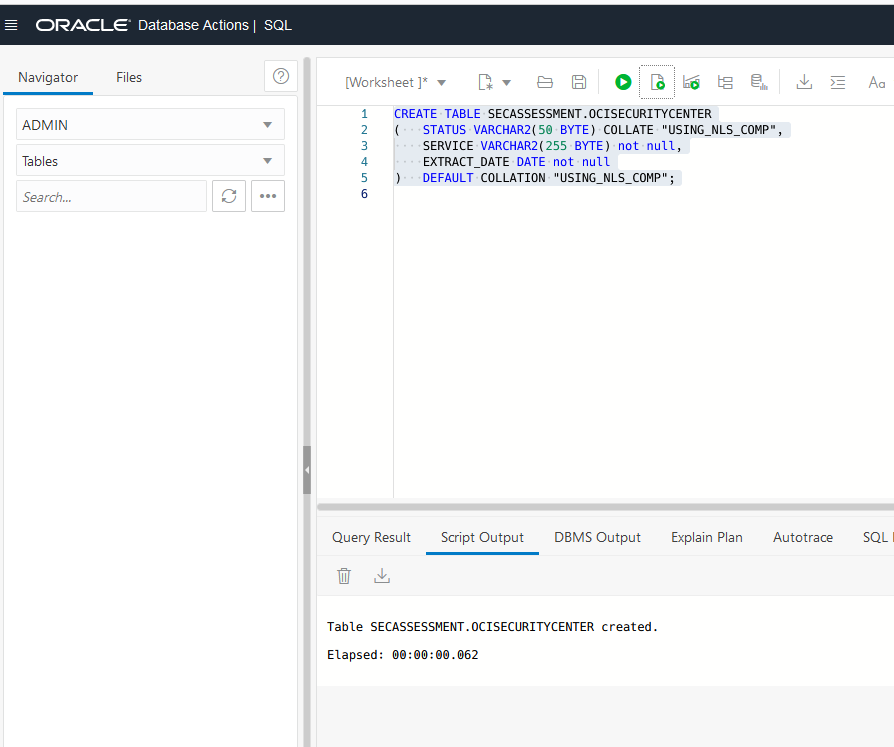 ORACLE Database Actions | SQL
Navigator Files
ADMIN
Tables
Search...
[Worksheet ]*
Aa
1 CREATE TABLE SECASSESSMENT.OCISECURITYCENTER
2 (   STATUS VARCHAR2(50 BYTE) COLLATE "USING_NLS_COMP",
3     SERVICE VARCHAR2(255 BYTE) not null,
4     EXTRACT_DATE DATE not null
5 )   DEFAULT COLLATION "USING_NLS_COMP";
6
Query Result Script Output DBMS Output Explain Plan Autotrace SQL
Table SECASSESSMENT.OCISECURITYCENTER created.
Elapsed: 00:00:00.062